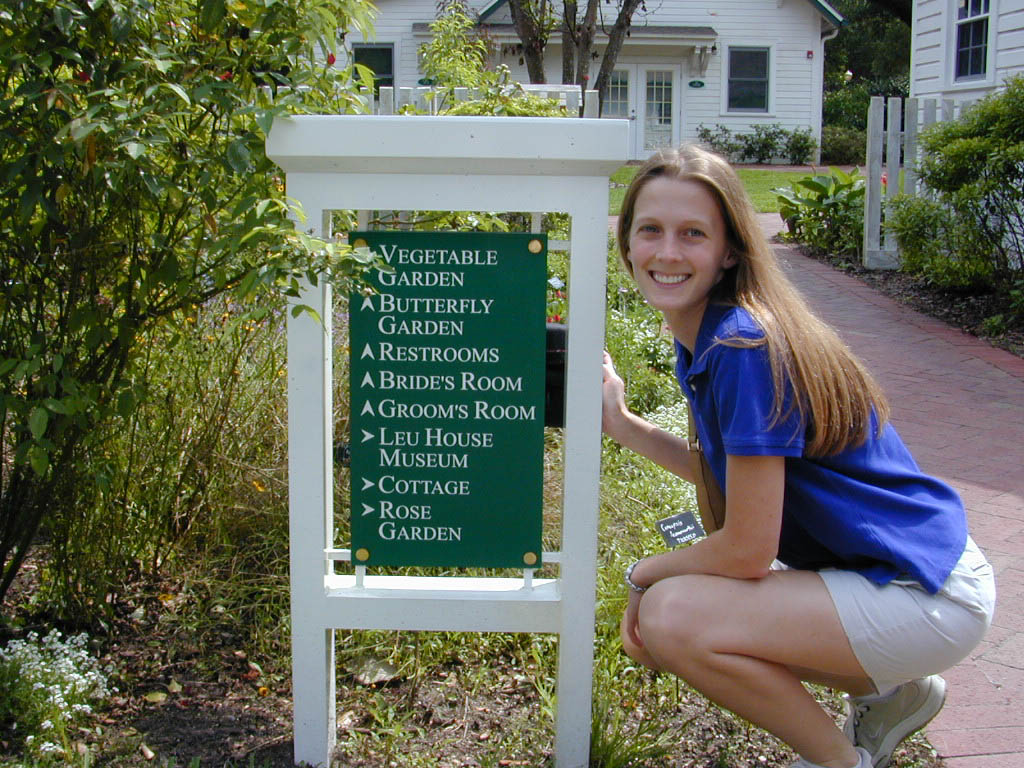 VEGETABLE
GARDEN
BUTTERFLY
GARDEN
RESTROOMS
BRIDE'S ROOM
GROOM'S ROOM
LEU HOUSE
MUSEUM
COTTAGE
ROSE
GARDEN